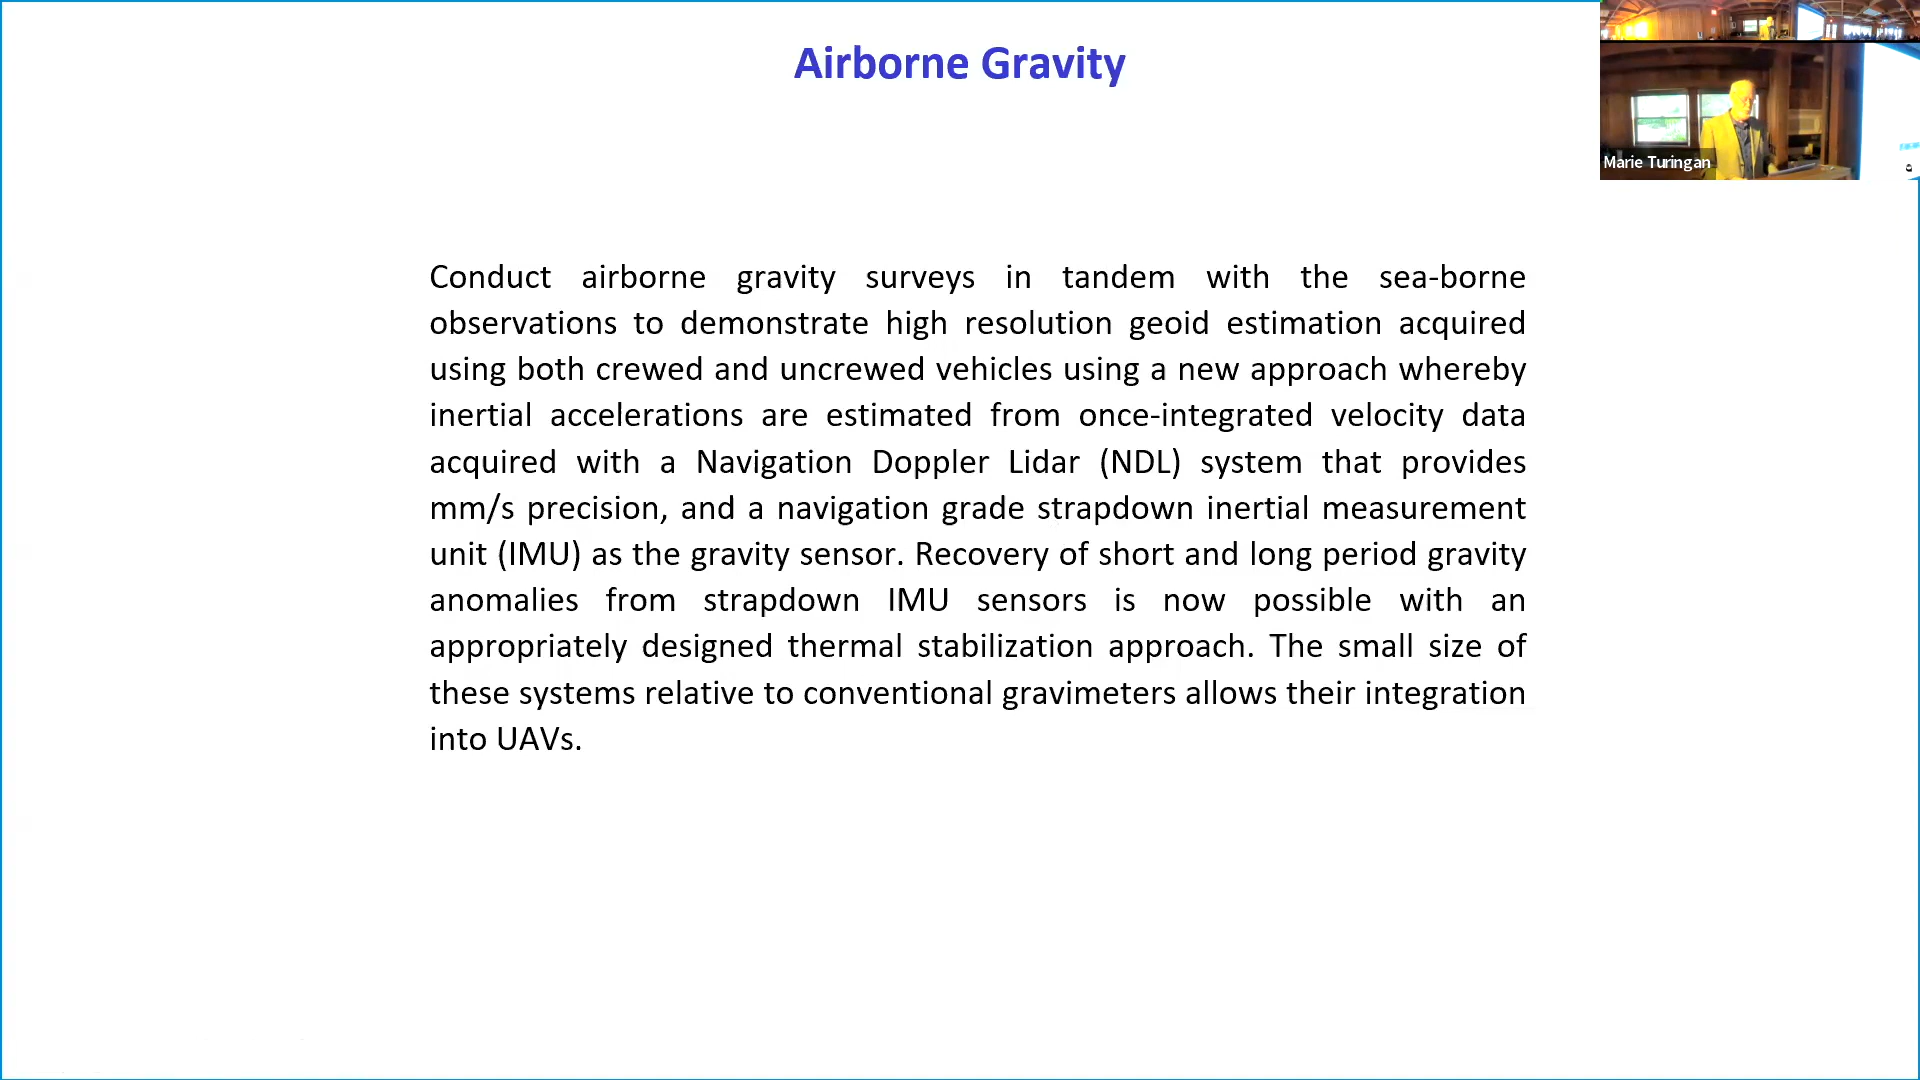 Airborne Gravity
Marie Turingan
Conduct airborne gravity surveys in tandem with the sea-borne
observations to demonstrate high resolution geoid estimation acquired
using both crewed and uncrewed vehicles using a new approach whereby
inertial accelerations are estimated from once-integrated velocity data
acquired with a Navigation Doppler Lidar (NDL) system that provides
mm/s precision, and a navigation grade strapdown inertial measurement
unit (IMU) as the gravity sensor. Recovery of short and long period gravity
anomalies from strapdown IMU sensors is now possible with an
appropriately designed thermal stabilization approach. The small size of
these systems relative to conventional gravimeters allows their integration
into UAVs.